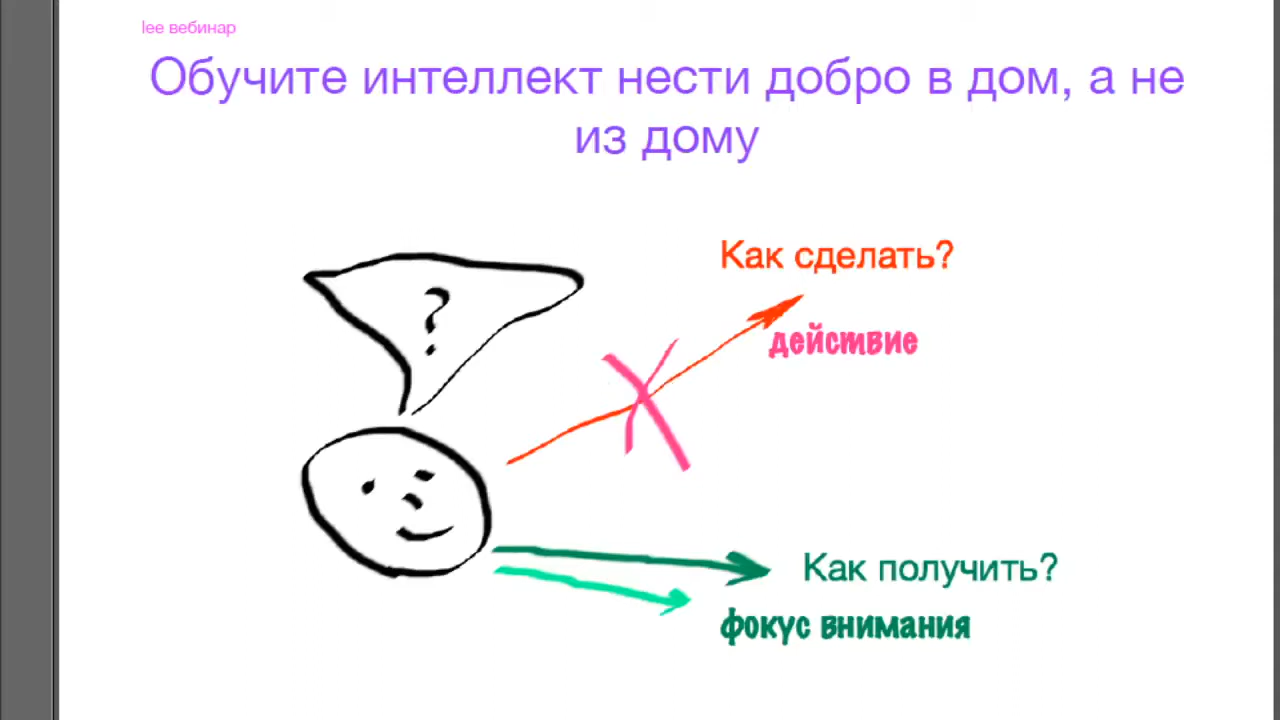 lee вебинар
Обучите интеллект нести добро в дом, а не
из дому
?
Как сделать?
действие
Как получить?
фокус внимания